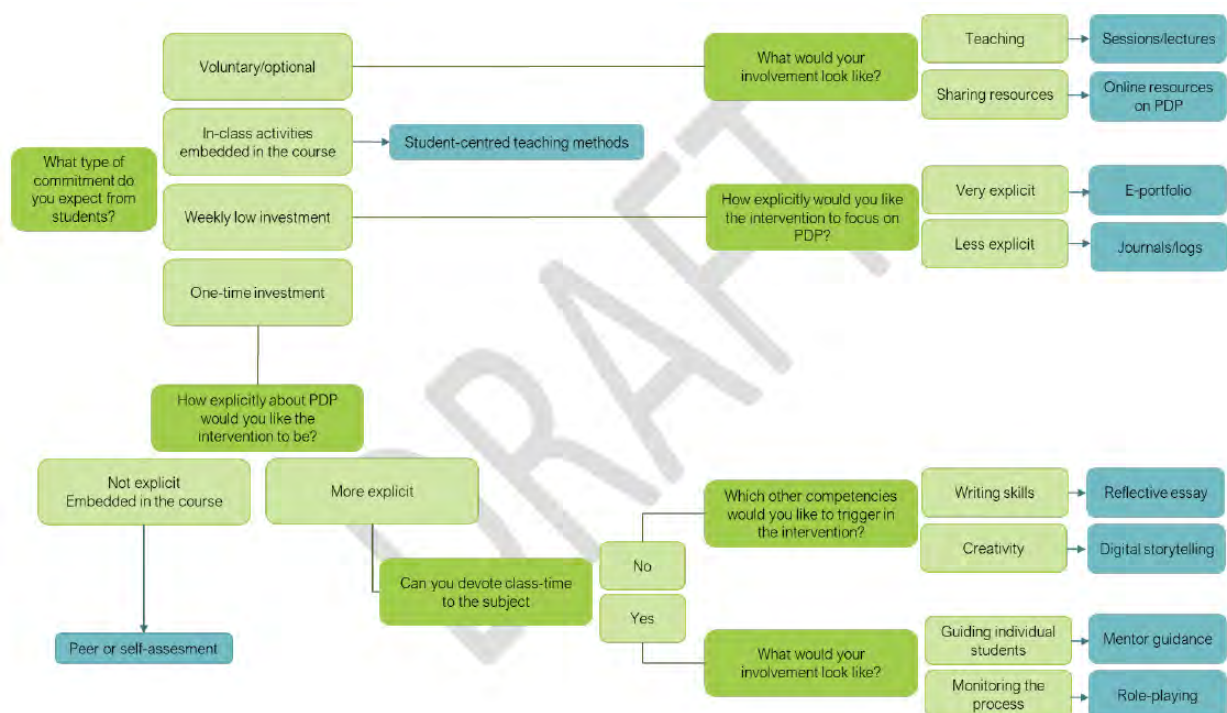 Voluntary/optional
What would your
involvement look like?
Teaching
Sessions/lectures
Sharing resources
Online resources
on PDP
What type of
commitment do
you expect from
students?
In-class activities
embedded in the course
Student-centred teaching methods
Weekly low investment
How explicitly would you like
the intervention to focus on
PDP?
Very explicit
E-portfolio
Less explicit
Journals/logs
One-time investment
How explicitly about PDP
would you like the
intervention to be?
Not explicit
Embedded in the course
More explicit
Peer or self-assesment
Can you devote class-time
to the subject
No
Yes
Which other competencies
would you like to trigger in
the intervention?
Writing skills
Reflective essay
Creativity
Digital storytelling
What would your
involvement look like?
Guiding individual
students
Mentor guidance
Monitoring the
process
Role-playing
DRAFT